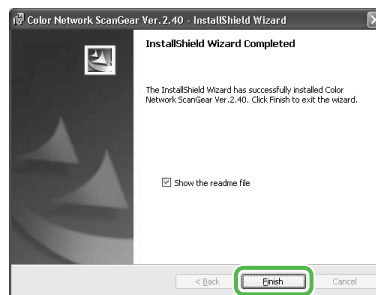 Color Network ScanGear Ver.2.40 - InstallShield Wizard
InstallShield Wizard Completed
The InstallShield Wizard has successfully installed Color
Network ScanGear Ver.2.40. Click Finish to exit the wizard.
Show the readme file
< Back
Finish
Cancel